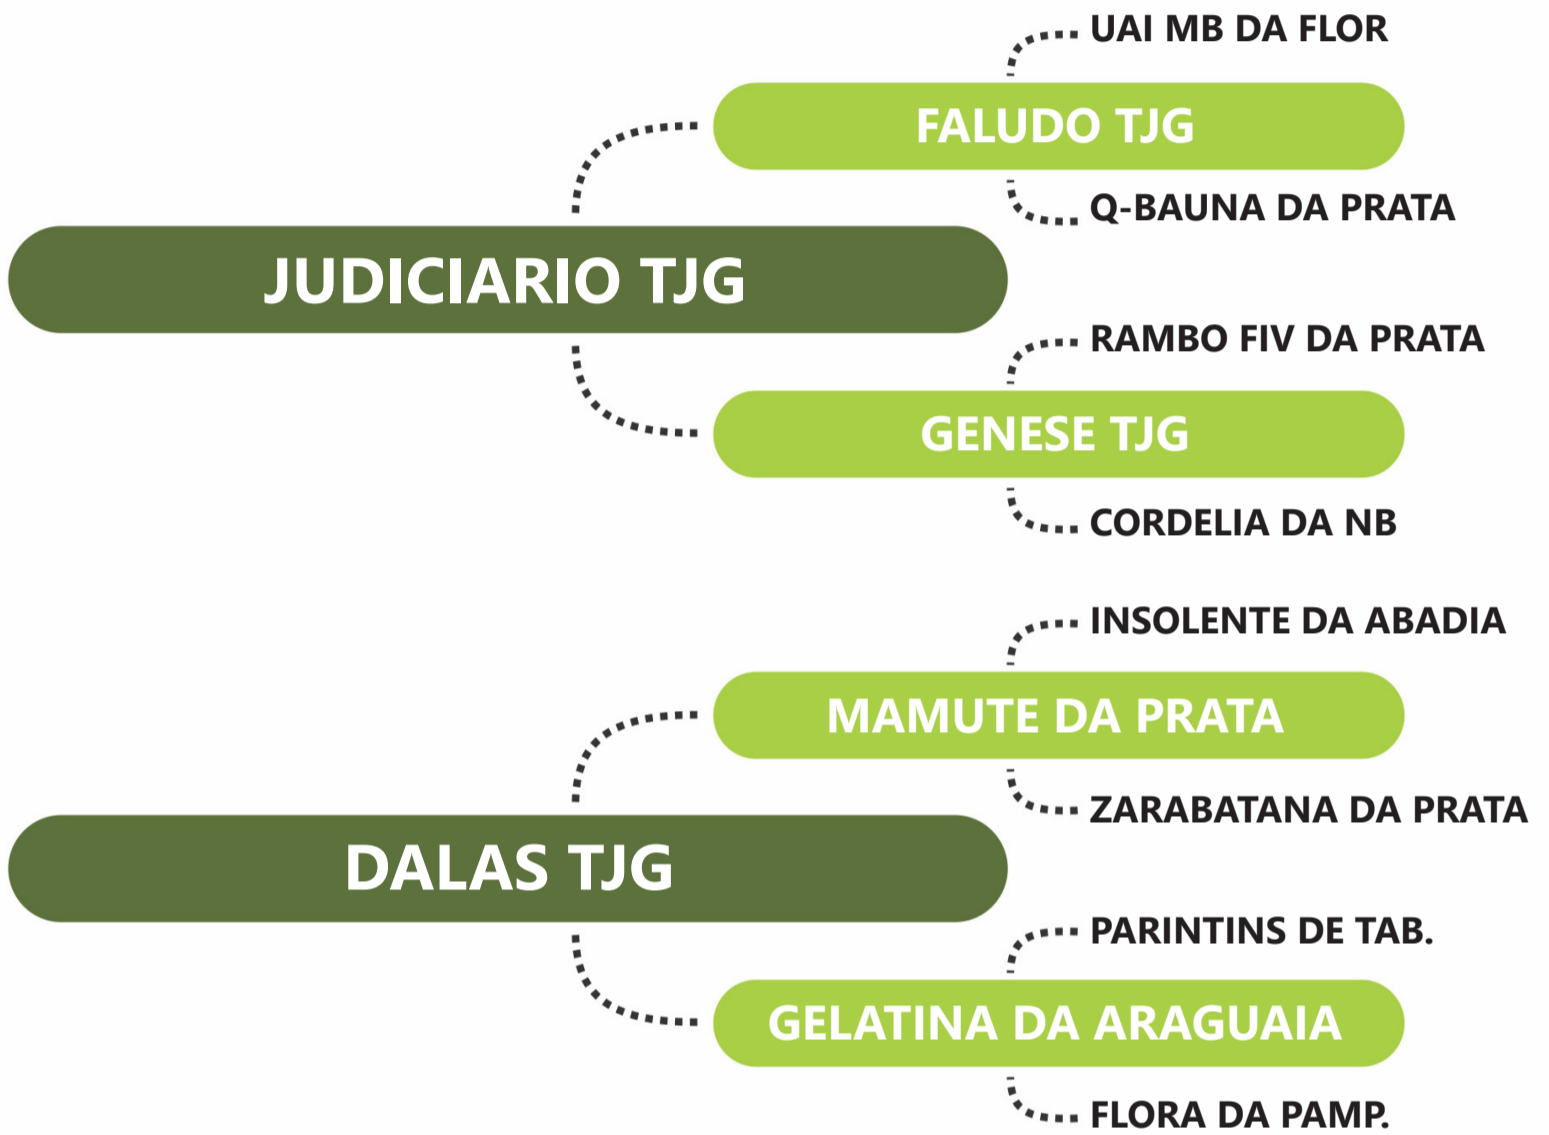 UAI MB DA FLOR
FALUDO TJG
Q-BAUNA DA PRATA
JUDICIARIO TJG
RAMBO FIV DA PRATA
GENESE TJG
CORDELIA DA NB
INSOLENTE DA ABADIA
MAMUTE DA PRATA
ZARABATANA DA PRATA
DALAS TJG
PARINTINS DE TAB.
GELATINA DA ARAGUAIA
FLORA DA PAMP.